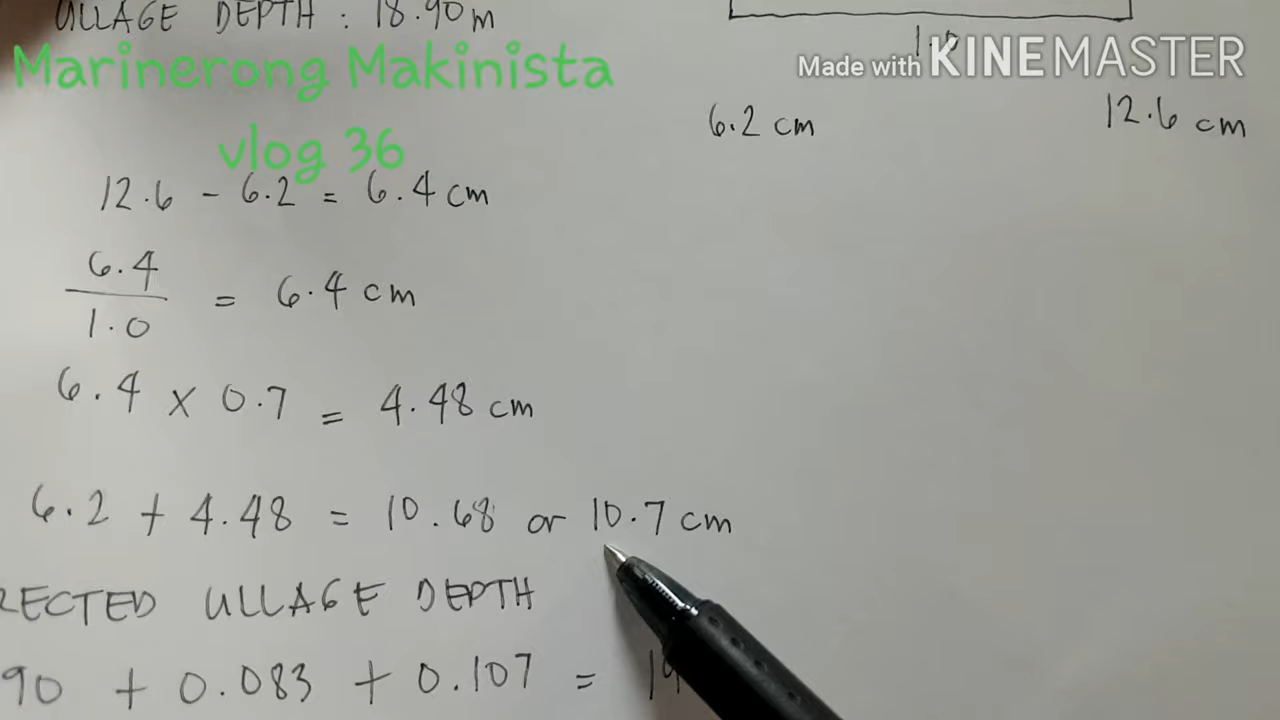 ULLAGE DEPTH : 18.90 m
Marinerong Makinista
vlog 36
Made with KINEMASTER
6.2 cm
12.6 cm
12.6 - 6.2 = 6.4 cm
6.4
1.0
= 6.4 cm
6.4 x 0.7 = 4.48 cm
6.2 + 4.48 = 10.68 or 10.7 cm
RECTED ULLAGE DEPTH
90 + 0.083 + 0.107 = 19